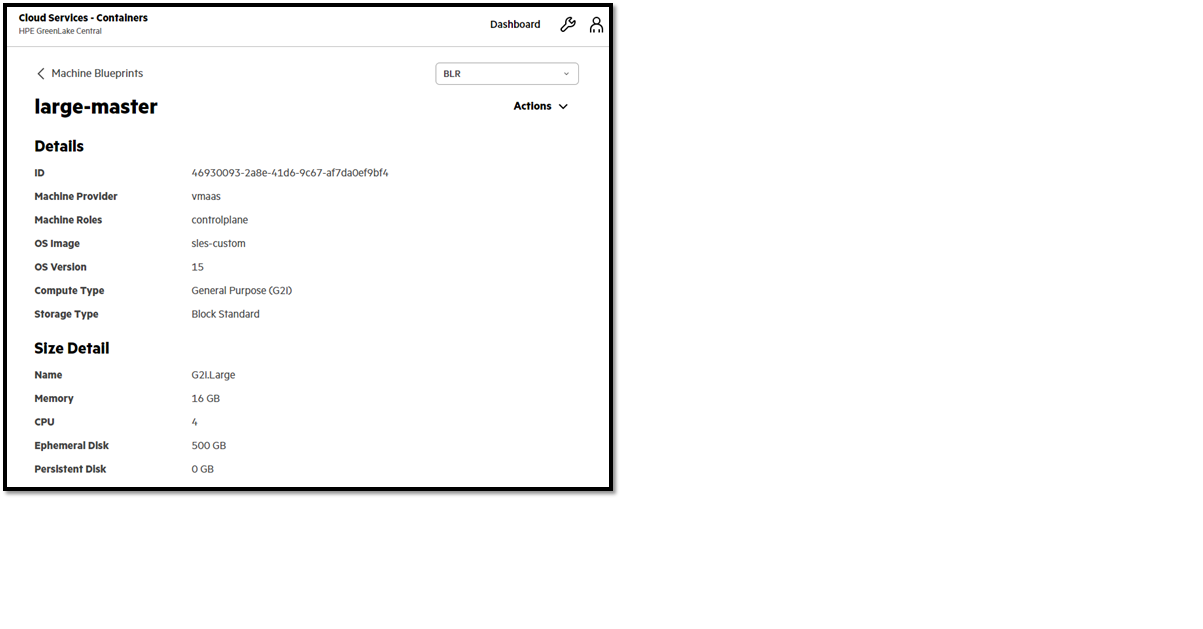 Cloud Services - Containers
HPE GreenLake Central
Dashboard
Machine Blueprints
BLR
large-master
Actions
Details
ID 46930093-2a8e-41d6-9c67-af7da0ef9bf4
Machine Provider vmaas
Machine Roles controlplane
OS Image sles-custom
OS Version 15
Compute Type General Purpose (G2I)
Storage Type Block Standard
Size Detail
Name G2I.Large
Memory 16 GB
CPU 4
Ephemeral Disk 500 GB
Persistent Disk 0 GB